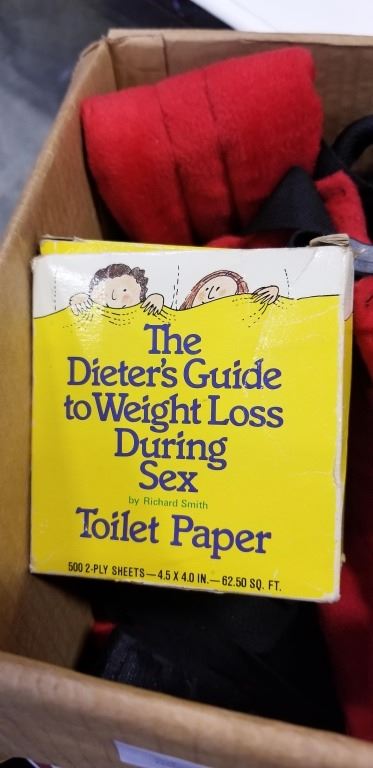 The
Dieter's Guide
to Weight Loss
During
Sex
by Richard Smith
Toilet Paper
500 2-PLY SHEETS—4.5 X 4.0 IN.—62.50 SQ. FT.